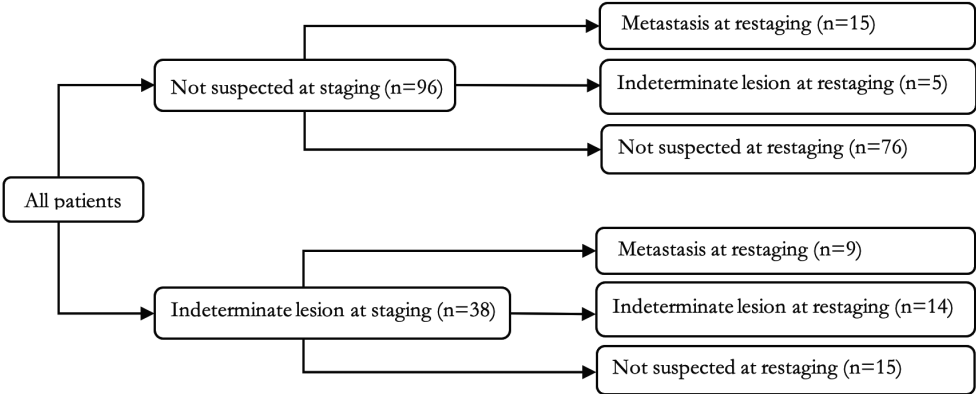 Metastasis at restaging (n=15)
Not suspected at staging (n=96)
Indeterminate lesion at restaging (n=5)
Not suspected at restaging (n=76)
All patients
Metastasis at restaging (n=9)
Indeterminate lesion at staging (n=38)
Indeterminate lesion at restaging (n=14)
Not suspected at restaging (n=15)